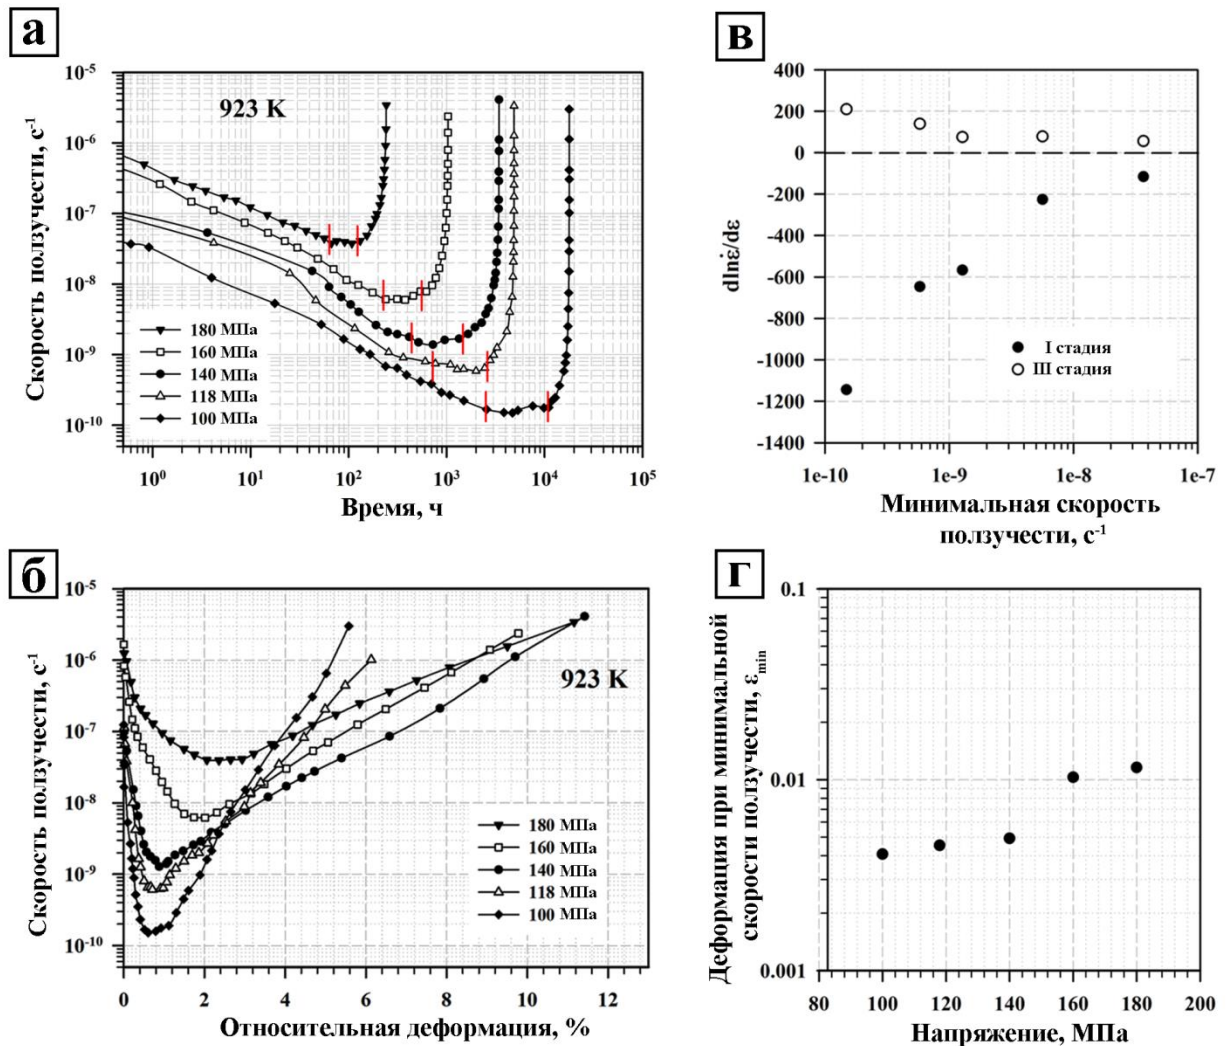 а
10⁻⁵
10⁻⁶
10⁻⁷
10⁻⁸
10⁻⁹
10⁻¹⁰
Скорость ползучести, с⁻¹
923 K
180 МПа
160 МПа
140 МПа
118 МПа
100 МПа
10⁰ 10¹ 10² 10³ 10⁴ 10⁵
Время, ч
в
400
200
0
-200
-400
-600
-800
-1000
-1200
-1400
dlnε̇/dε
I стадия
III стадия
1e-10 1e-9 1e-8 1e-7
Минимальная скорость
ползучести, с⁻¹
б
10⁻⁵
10⁻⁶
10⁻⁷
10⁻⁸
10⁻⁹
10⁻¹⁰
Скорость ползучести, с⁻¹
923 K
180 МПа
160 МПа
140 МПа
118 МПа
100 МПа
0 2 4 6 8 10 12
Относительная деформация, %
г
0.1
0.01
0.001
Деформация при минимальной
скорости ползучести, ε_min
80 100 120 140 160 180 200
Напряжение, МПа